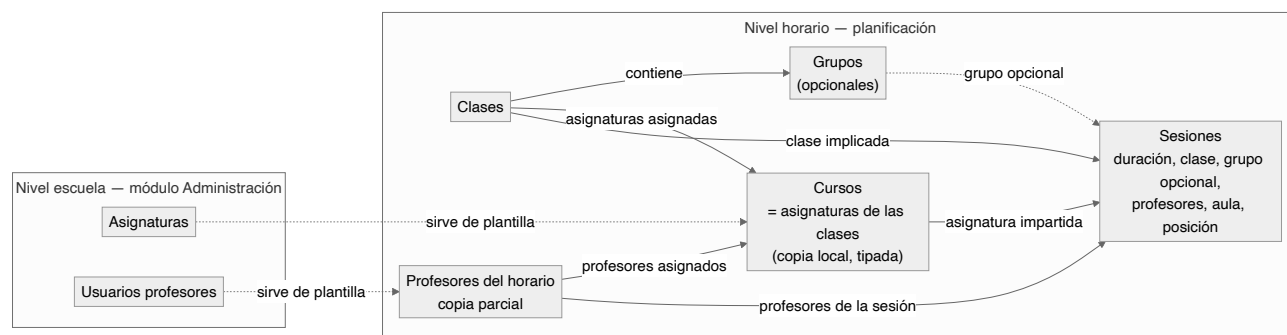 Nivel horario — planificación
Grupos
(opcionales)
contiene
grupo opcional
Clases
asignaturas asignadas
clase implicada
Sesiones
duración, clase, grupo
opcional,
profesores, aula,
posición
Nivel escuela — módulo Administración
Asignaturas
sirve de plantilla
Cursos
= asignaturas de las
clases
(copia local, tipada)
asignatura impartida
profesores asignados
Usuarios profesores
sirve de plantilla
Profesores del horario
copia parcial
profesores de la sesión